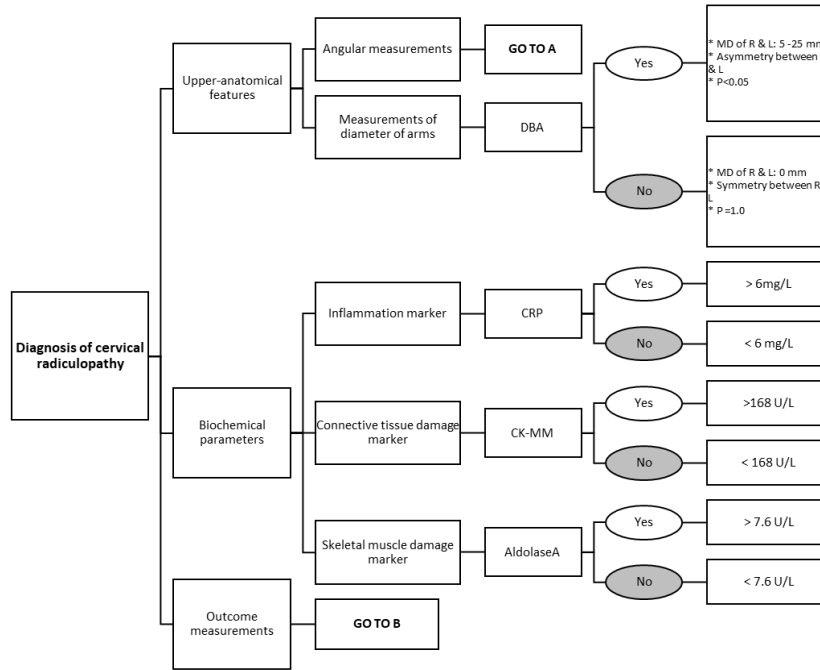 Angular measurements
GO TO A
Yes
* MD of R & L: 5 -25 mm
* Asymmetry between
& L
* P<0.05
Upper-anatomical
features
Measurements of
diameter of arms
DBA
No
* MD of R & L: 0 mm
* Symmetry between R
L
* P =1.0
Diagnosis of cervical
radiculopathy
Inflammation marker
CRP
Yes
> 6mg/L
No
< 6 mg/L
Biochemical
parameters
Connective tissue damage
marker
CK-MM
Yes
>168 U/L
No
< 168 U/L
Skeletal muscle damage
marker
AldolaseA
Yes
> 7.6 U/L
No
< 7.6 U/L
Outcome
measurements
GO TO B